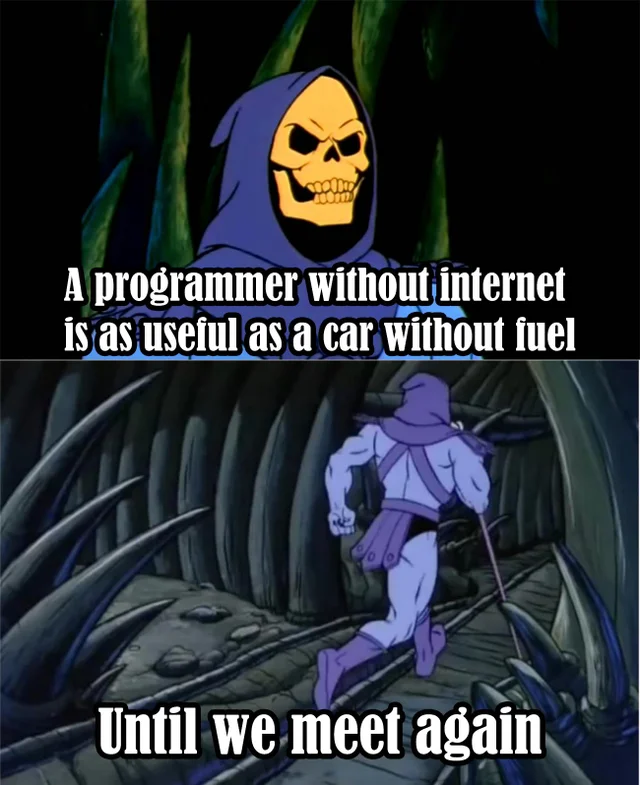 A programmer without internet
is as useful as a car without fuel
Until we meet again